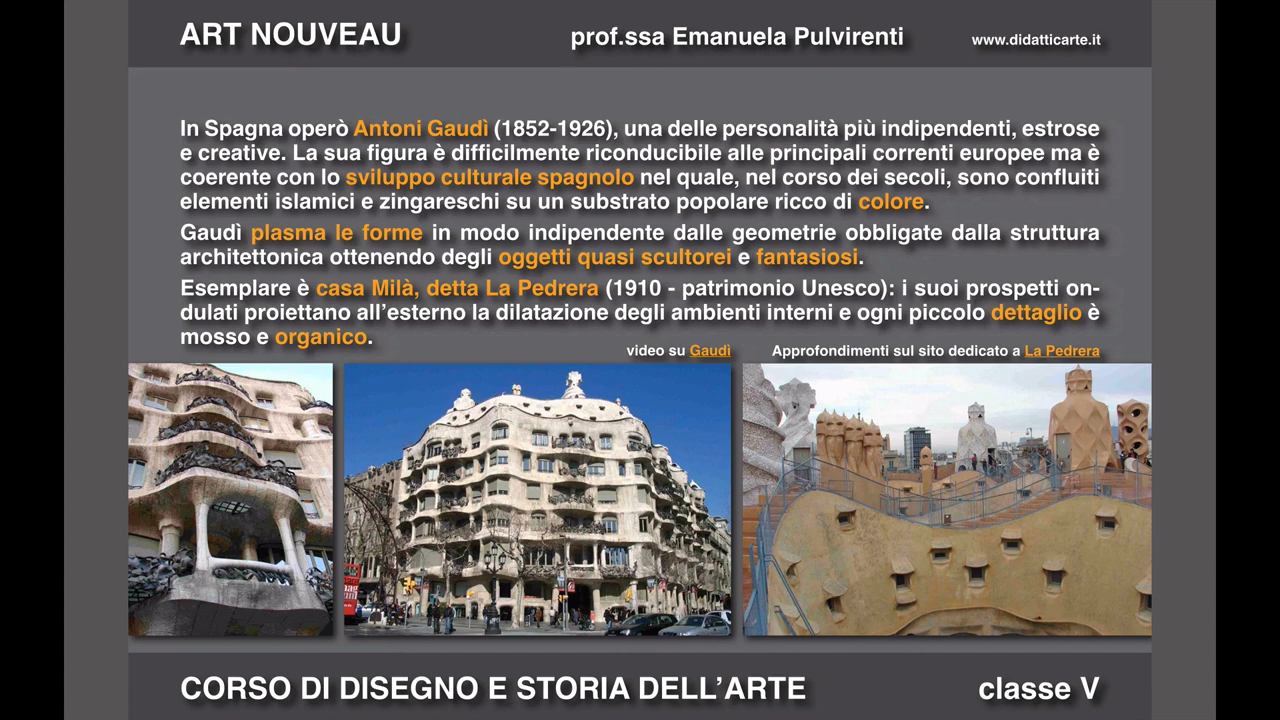 ART NOUVEAU
prof.ssa Emanuela Pulvirenti
www.didatticarte.it
In Spagna operò Antoni Gaudì (1852-1926), una delle personalità più indipendenti, estrose
e creative. La sua figura è difficilmente riconducibile alle principali correnti europee ma è
coerente con lo sviluppo culturale spagnolo nel quale, nel corso dei secoli, sono confluiti
elementi islamici e zingareschi su un substrato popolare ricco di colore.
Gaudì plasma le forme in modo indipendente dalle geometrie obbligate dalla struttura
architettonica ottenendo degli oggetti quasi scultorei e fantasiosi.
Esemplare è casa Milà, detta La Pedrera (1910 - patrimonio Unesco): i suoi prospetti on-
dulati proiettano all’esterno la dilatazione degli ambienti interni e ogni piccolo dettaglio è
mosso e organico.
video su Gaudì
Approfondimenti sul sito dedicato a La Pedrera
CORSO DI DISEGNO E STORIA DELL’ARTE
classe V